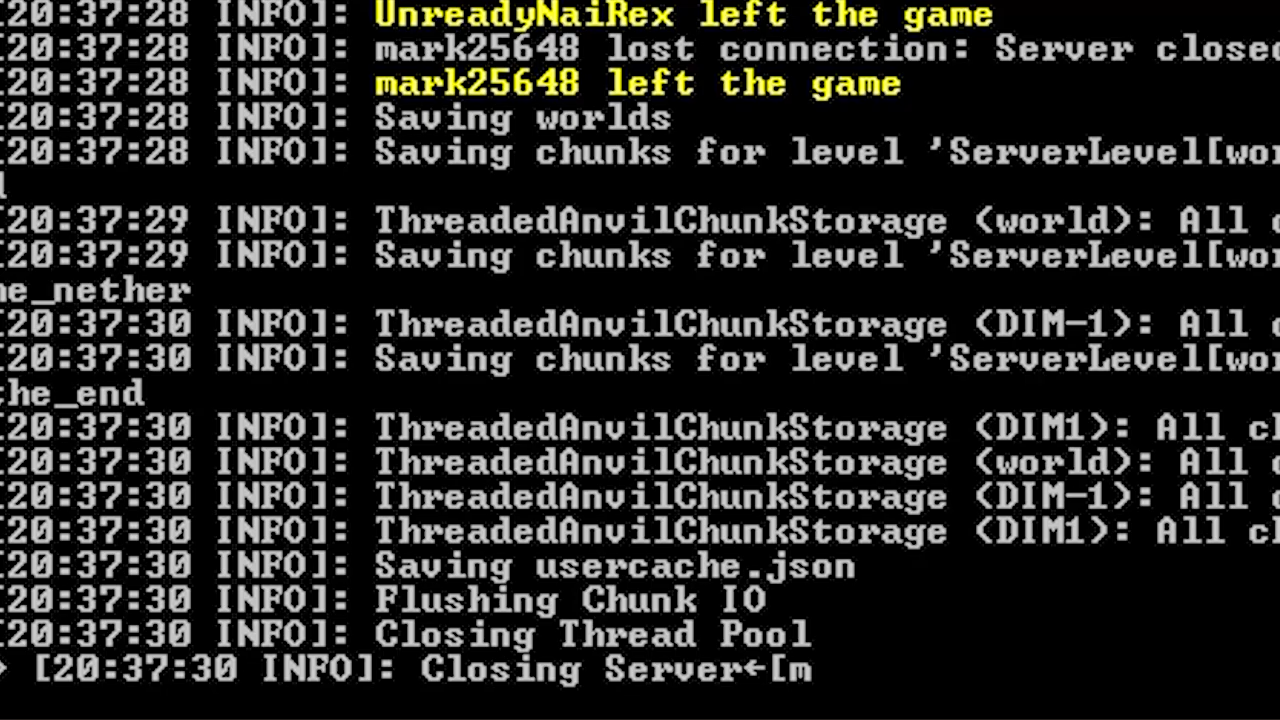 [20:37:28 INFO]: UnreadyNaiRex left the game
[20:37:28 INFO]: mark25648 lost connection: Server closed
[20:37:28 INFO]: mark25648 left the game
[20:37:28 INFO]: Saving worlds
[20:37:28 INFO]: Saving chunks for level 'ServerLevel[wor
l
[20:37:29 INFO]: ThreadedAnvilChunkStorage (world): All
[20:37:29 INFO]: Saving chunks for level 'ServerLevel[wor
he_nether
[20:37:30 INFO]: ThreadedAnvilChunkStorage (DIM-1): All
[20:37:30 INFO]: Saving chunks for level 'ServerLevel[wor
the_end
[20:37:30 INFO]: ThreadedAnvilChunkStorage (DIM1): All c
[20:37:30 INFO]: ThreadedAnvilChunkStorage (world): All
[20:37:30 INFO]: ThreadedAnvilChunkStorage (DIM-1): All
[20:37:30 INFO]: ThreadedAnvilChunkStorage (DIM1): All c
[20:37:30 INFO]: Saving usercache.json
[20:37:30 INFO]: Flushing Chunk IO
[20:37:30 INFO]: Closing Thread Pool
> [20:37:30 INFO]: Closing Server←[m